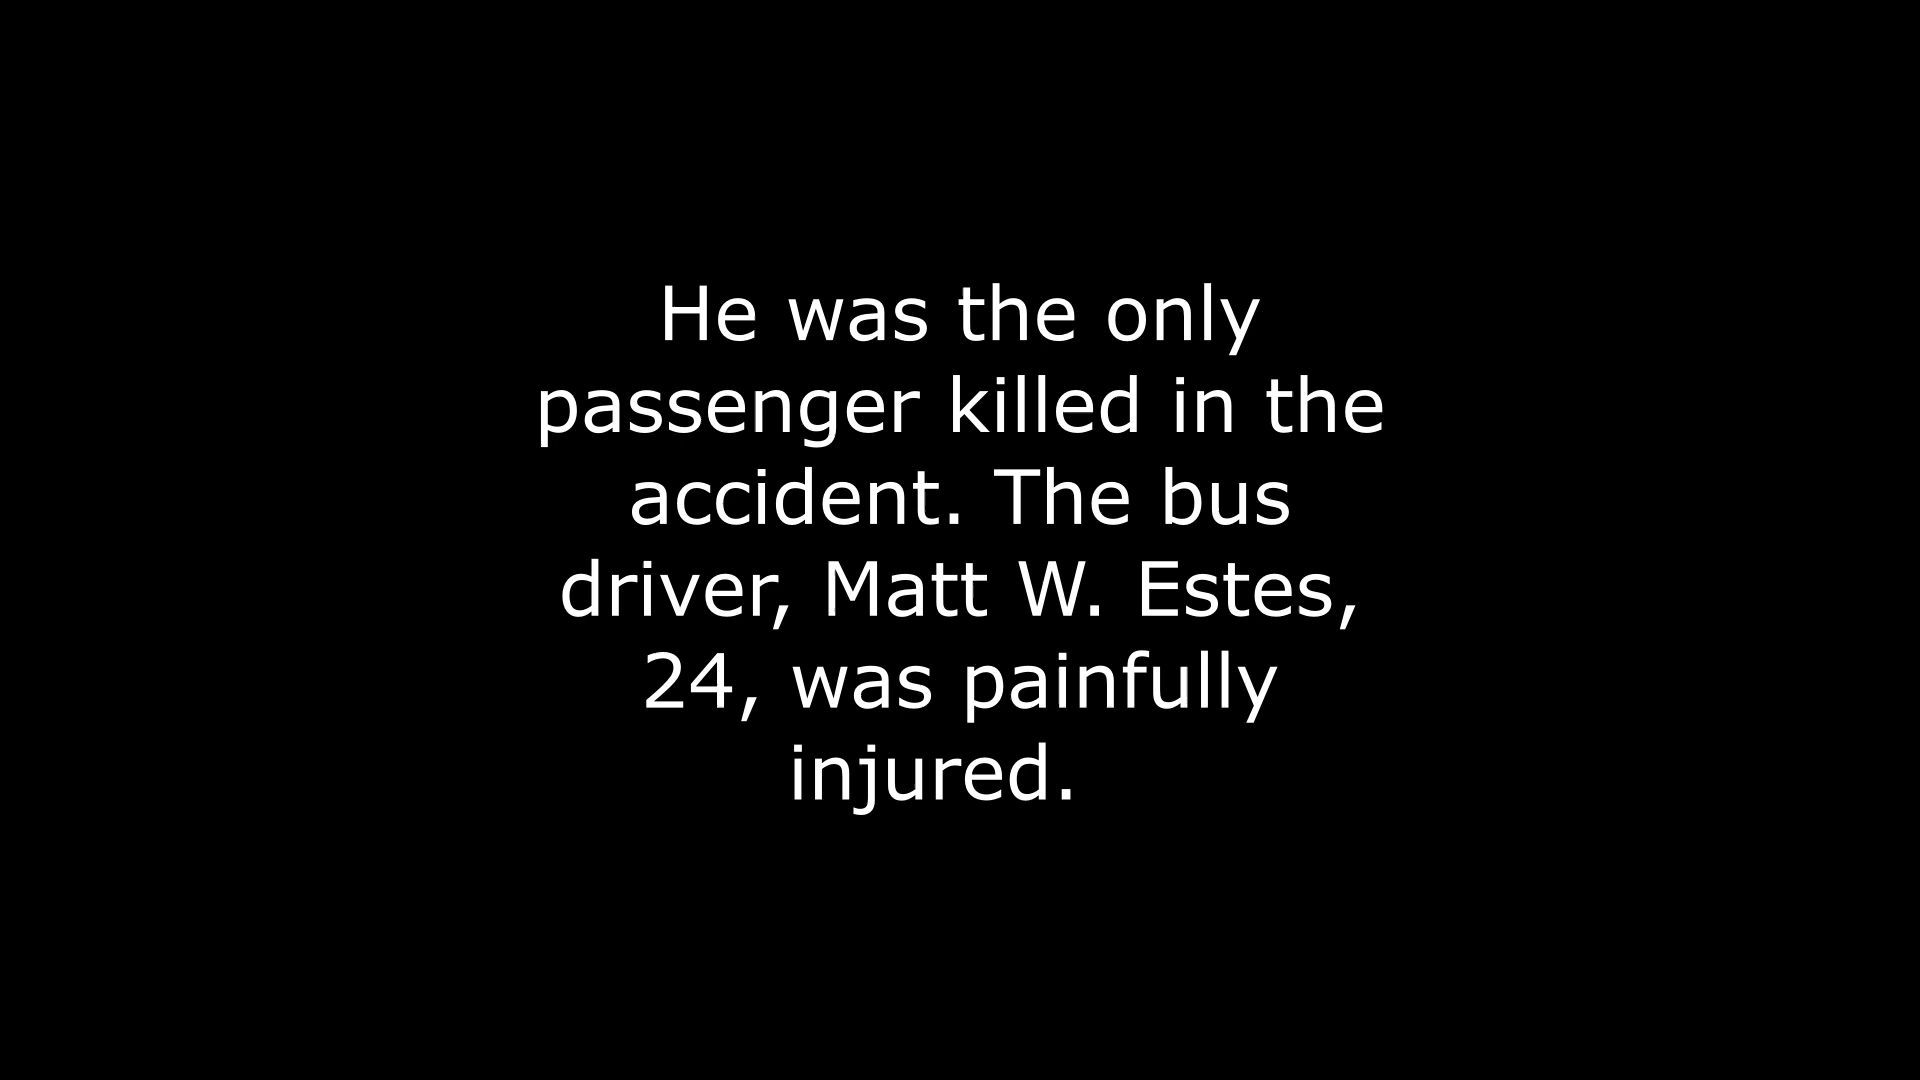 He was the only
passenger killed in the
accident. The bus
driver, Matt W. Estes,
24, was painfully
injured.